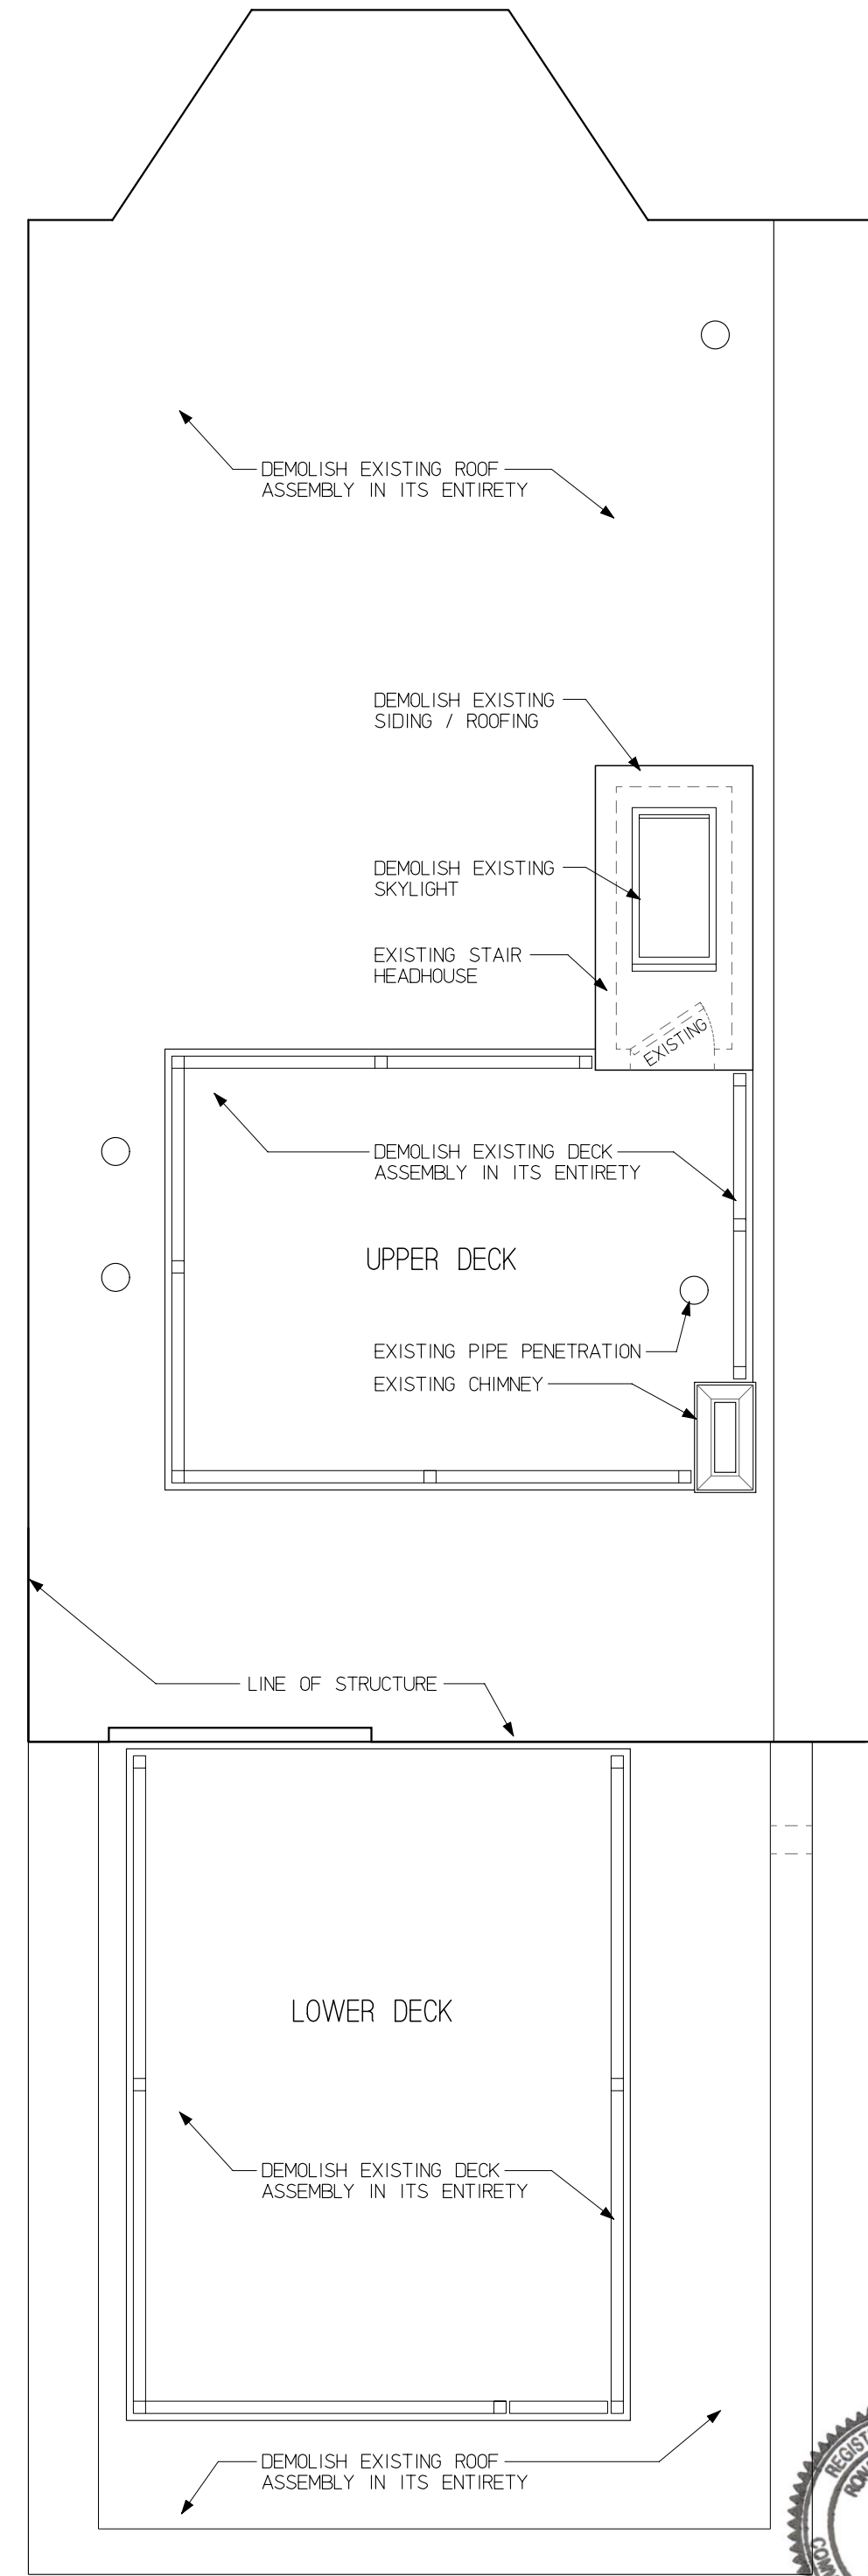 DEMOLISH EXISTING ROOF
ASSEMBLY IN ITS ENTIRETY
DEMOLISH EXISTING
SIDING / ROOFING
DEMOLISH EXISTING
SKYLIGHT
EXISTING STAIR
HEADHOUSE
EXISTING
DEMOLISH EXISTING DECK
ASSEMBLY IN ITS ENTIRETY
UPPER DECK
EXISTING PIPE PENETRATION
EXISTING CHIMNEY
LINE OF STRUCTURE
LOWER DECK
DEMOLISH EXISTING DECK
ASSEMBLY IN ITS ENTIRETY
DEMOLISH EXISTING ROOF
ASSEMBLY IN ITS ENTIRETY